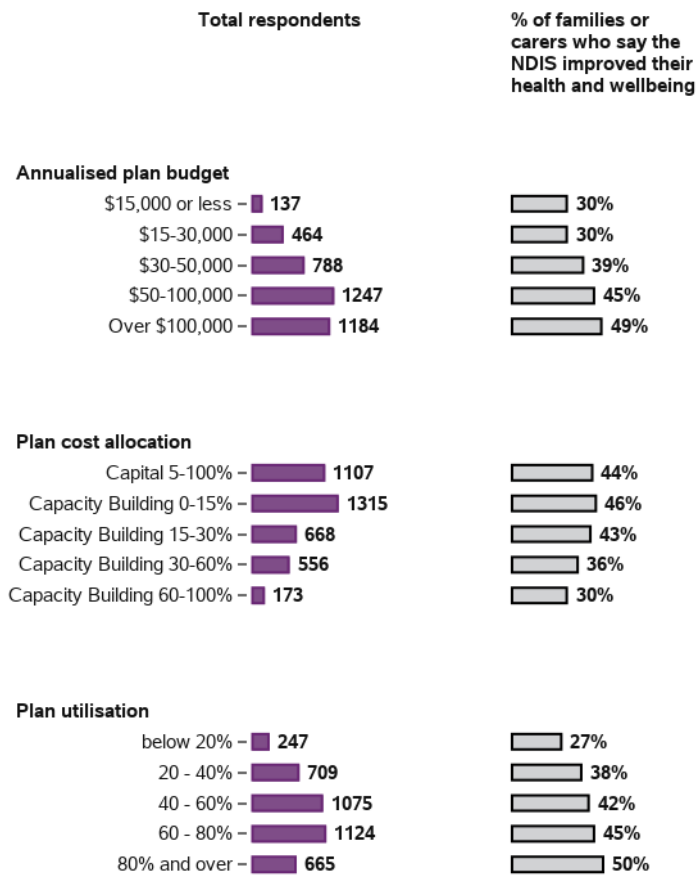 Total respondents
% of families or
carers who say the
NDIS improved their
health and wellbeing
Annualised plan budget
$15,000 or less 137 30%
$15-30,000 464 30%
$30-50,000 788 39%
$50-100,000 1247 45%
Over $100,000 1184 49%
Plan cost allocation
Capital 5-100% 1107 44%
Capacity Building 0-15% 1315 46%
Capacity Building 15-30% 668 43%
Capacity Building 30-60% 556 36%
Capacity Building 60-100% 173 30%
Plan utilisation
below 20% 247 27%
20 - 40% 709 38%
40 - 60% 1075 42%
60 - 80% 1124 45%
80% and over 665 50%